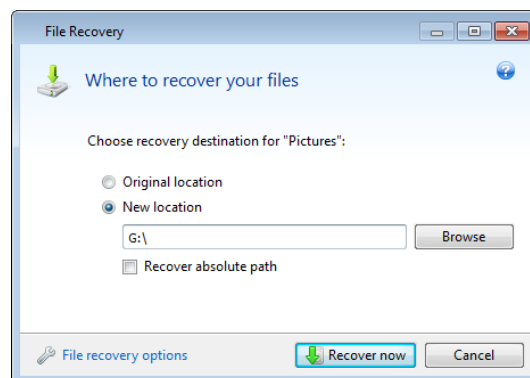 File Recovery
Where to recover your files
Choose recovery destination for "Pictures":
Original location
New location
G:\
Browse
Recover absolute path
File recovery options
Recover now
Cancel